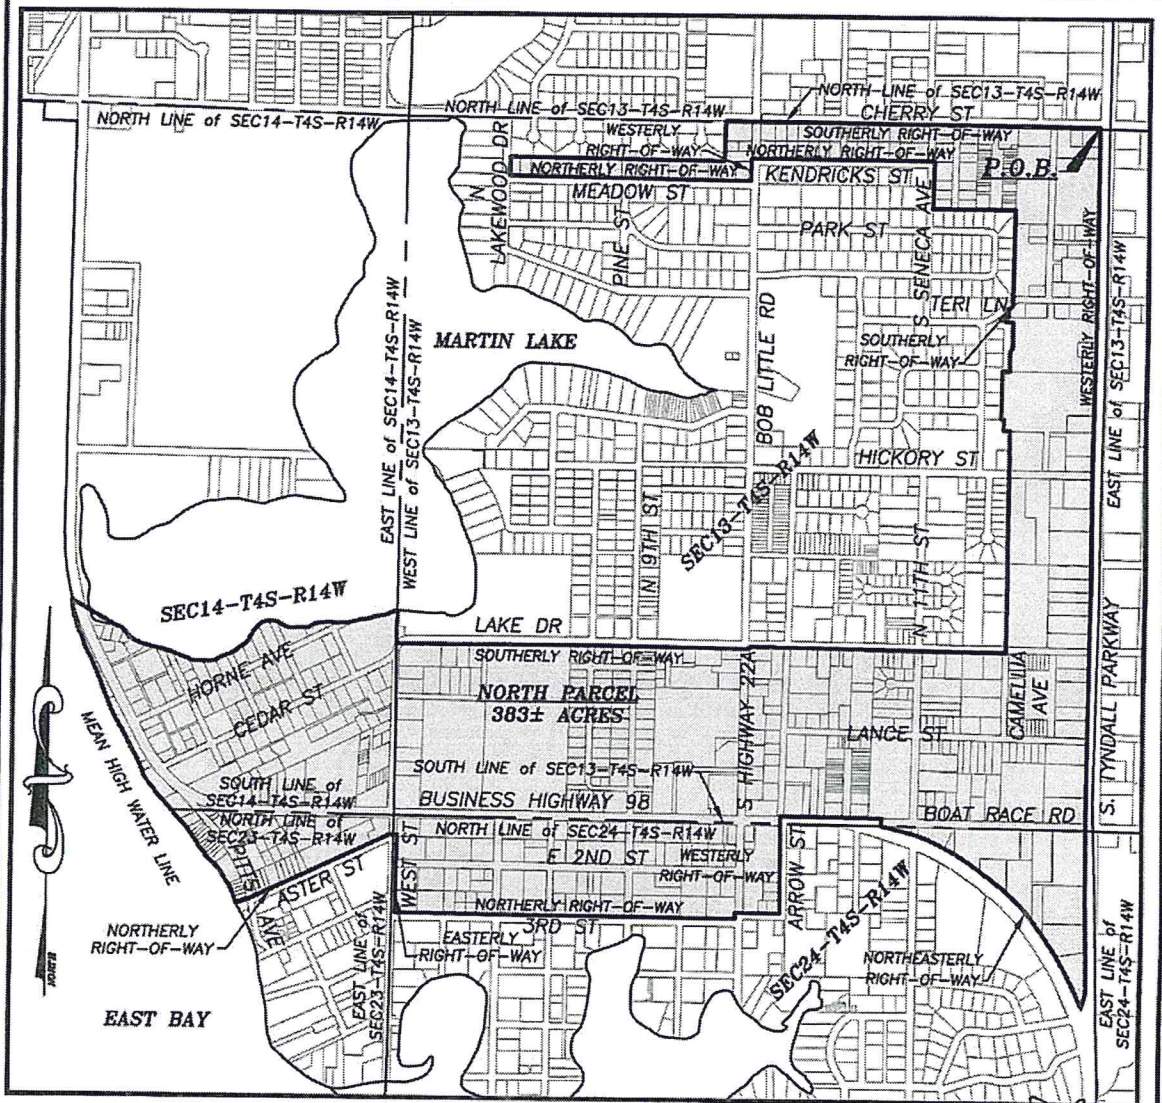 NORTH LINE of SEC13-T4S-R14W
NORTH LINE of SEC13-T4S-R14W
CHERRY ST
NORTH LINE of SEC14-T4S-R14W
WESTERLY
RIGHT-OF-WAY
SOUTHERLY RIGHT-OF-WAY
NORTHERLY RIGHT-OF-WAY
NORTHERLY RIGHT-OF-WAY
KENDRICKS ST
P.O.B.
N LAKEWOOD DR
MEADOW ST
PINE ST
PARK ST
S SENECA AVE
WESTERLY RIGHT-OF-WAY
EAST LINE of SEC13-T4S-R14W
TERI LN
EAST LINE of SEC14-T4S-R14W
WEST LINE of SEC13-T4S-R14W
MARTIN LAKE
BOB LITTLE RD
SOUTHERLY
RIGHT-OF-WAY
HICKORY ST
SEC13-T4S-R14W
N 9TH ST
N 11TH ST
SEC14-T4S-R14W
LAKE DR
SOUTHERLY RIGHT-OF-WAY
HORNE AVE
CEDAR ST
NORTH PARCEL
383± ACRES
S HIGHWAY 22A
LANCE ST
CAMELLIA
AVE
S. TYNDALL PARKWAY
MEAN HIGH WATER LINE
SOUTH LINE of
SEC14-T4S-R14W
NORTH LINE of
SEC23-T4S-R14W
SOUTH LINE of SEC13-T4S-R14W
BUSINESS HIGHWAY 98
BOAT RACE RD
NORTH LINE of SEC24-T4S-R14W
E 2ND ST
WESTERLY
RIGHT-OF-WAY
WEST ST
ARROW ST
PITTS
AVE
ASTER ST
NORTHERLY RIGHT-OF-WAY
3RD ST
NORTHERLY
RIGHT-OF-WAY
EASTERLY
RIGHT-OF-WAY
EAST LINE of
SEC23-T4S-R14W
SEC24-T4S-R14W
NORTHEASTERLY
RIGHT-OF-WAY
EAST LINE of
SEC24-T4S-R14W
NORTH
EAST BAY